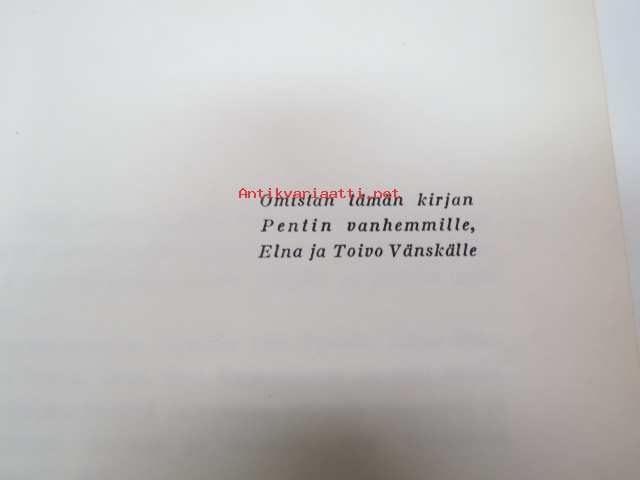 Antikvariaatti.net
Omistan tämän kirjan
Pentin vanhemmille,
Elna ja Toivo Vänskälle